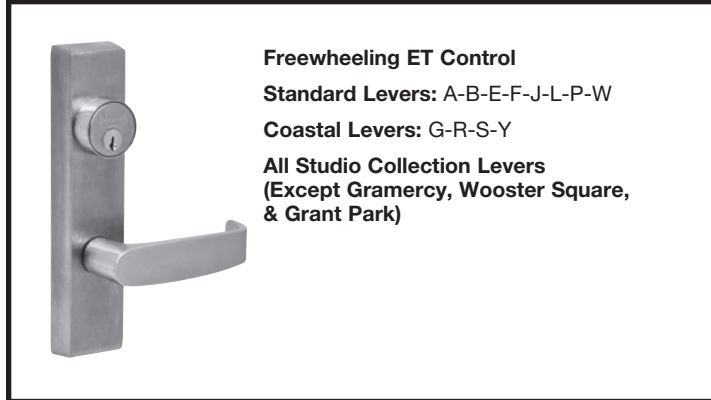 Freewheeling ET Control
Standard Levers: A-B-E-F-J-L-P-W
Coastal Levers: G-R-S-Y
All Studio Collection Levers
(Except Gramercy, Wooster Square,
& Grant Park)